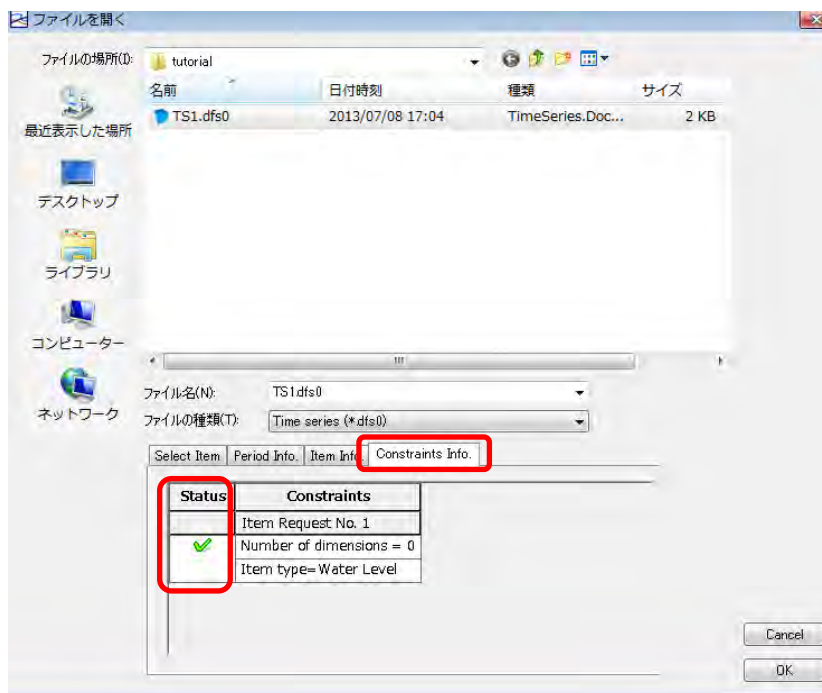 ファイルを開く
ファイルの場所(I):
tutorial
名前 日付時刻 種類 サイズ
TS1.dfs0 2013/07/08 17:04 TimeSeries.Doc... 2 KB
最近表示した場所
デスクトップ
ライブラリ
コンピューター
ネットワーク
ファイル名(N): TS1.dfs0
ファイルの種類(T): Time series (*.dfs0)
Select Item Period Info. Item Info. Constraints Info.
Status Constraints
Item Request No. 1
Number of dimensions = 0
Item type=Water Level
Cancel
OK